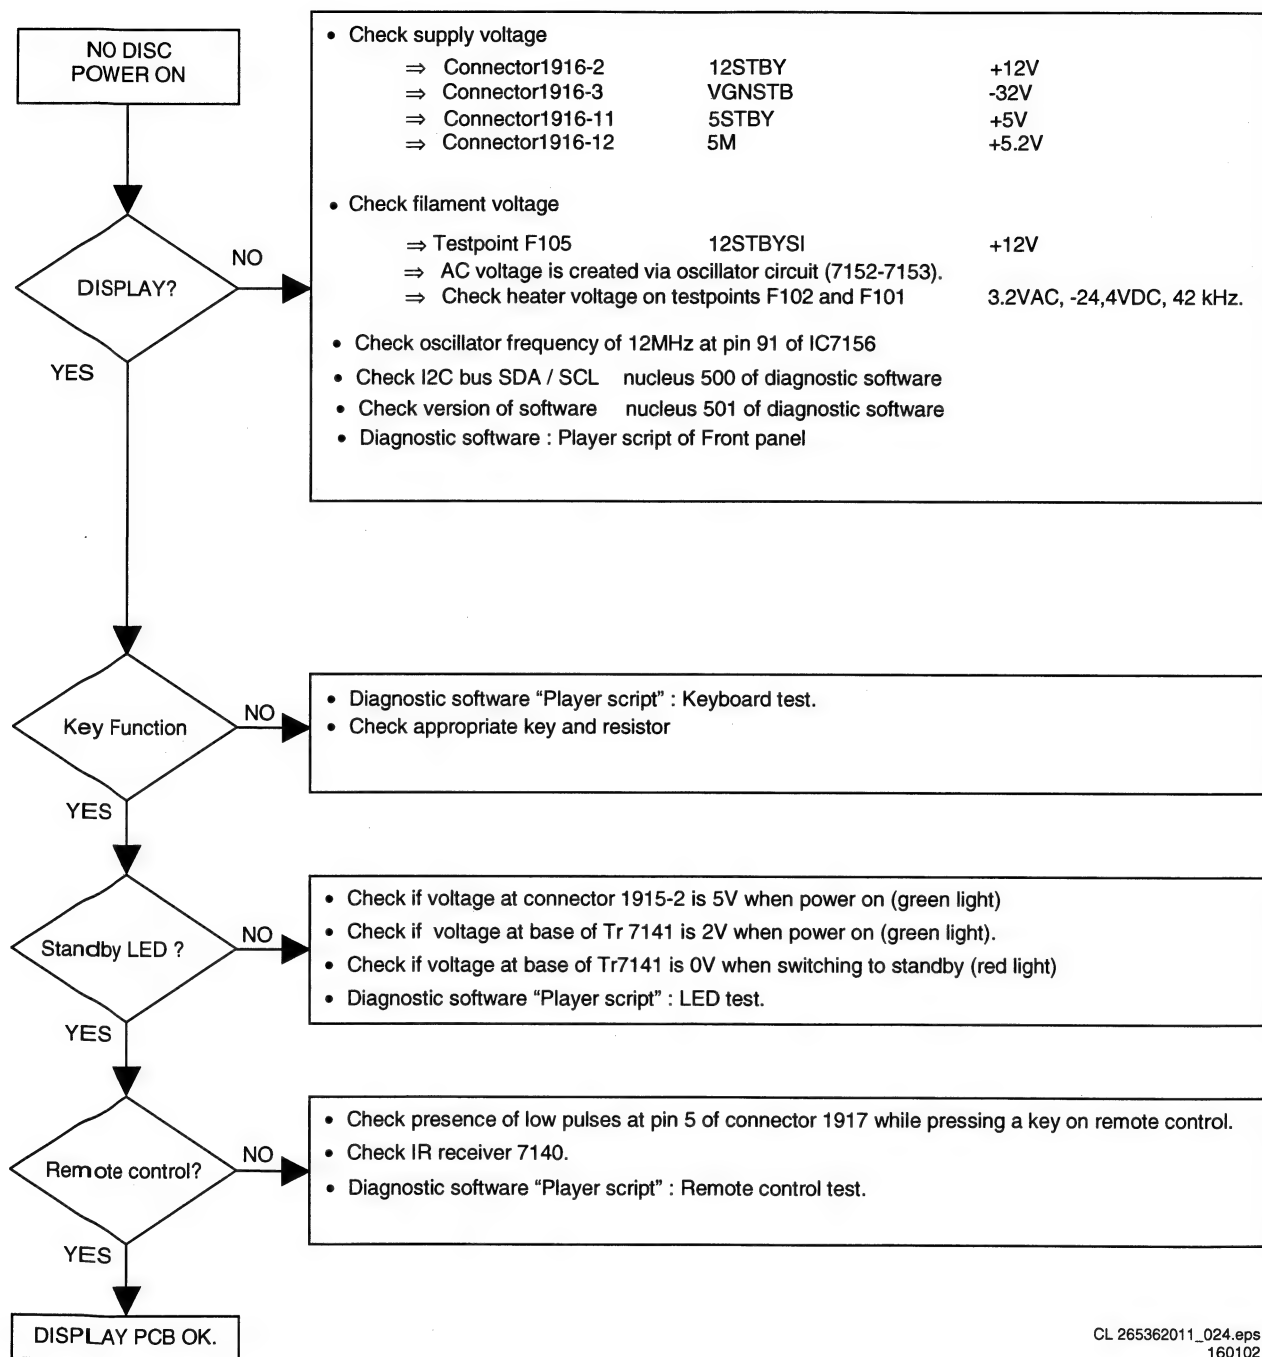 NO DISC
POWER ON
• Check supply voltage
⇒ Connector1916-2 12STBY +12V
⇒ Connector1916-3 VGNSTB -32V
⇒ Connector1916-11 5STBY +5V
⇒ Connector1916-12 5M +5.2V
• Check filament voltage
⇒ Testpoint F105 12STBYSI +12V
⇒ AC voltage is created via oscillator circuit (7152-7153).
⇒ Check heater voltage on testpoints F102 and F101 3.2VAC, -24,4VDC, 42 kHz.
• Check oscillator frequency of 12MHz at pin 91 of IC7156
• Check I2C bus SDA / SCL nucleus 500 of diagnostic software
• Check version of software nucleus 501 of diagnostic software
• Diagnostic software : Player script of Front panel
DISPLAY?
NO
YES
Key Function
NO
• Diagnostic software “Player script” : Keyboard test.
• Check appropriate key and resistor
YES
Standby LED ?
NO
• Check if voltage at connector 1915-2 is 5V when power on (green light)
• Check if voltage at base of Tr 7141 is 2V when power on (green light).
• Check if voltage at base of Tr7141 is 0V when switching to standby (red light)
• Diagnostic software “Player script” : LED test.
YES
Remote control?
NO
• Check presence of low pulses at pin 5 of connector 1917 while pressing a key on remote control.
• Check IR receiver 7140.
• Diagnostic software “Player script” : Remote control test.
YES
DISPLAY PCB OK.
CL 265362011_024.eps
160102